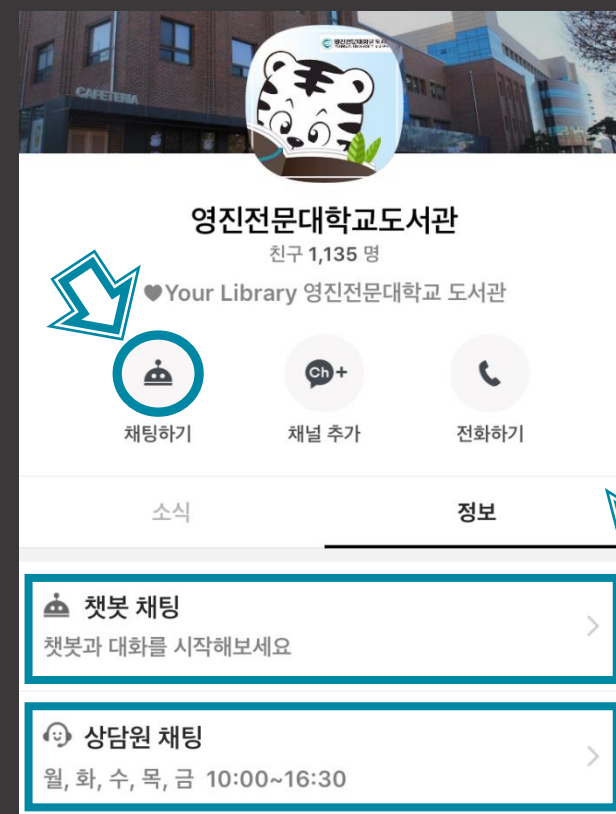 CAFETERIA
영진전문대학교도서관
친구 1,135 명
♥Your Library 영진전문대학교 도서관
Ch+
채팅하기 채널 추가 전화하기
소식 정보
챗봇 채팅
챗봇과 대화를 시작해보세요
상담원 채팅
월, 화, 수, 목, 금 10:00~16:30